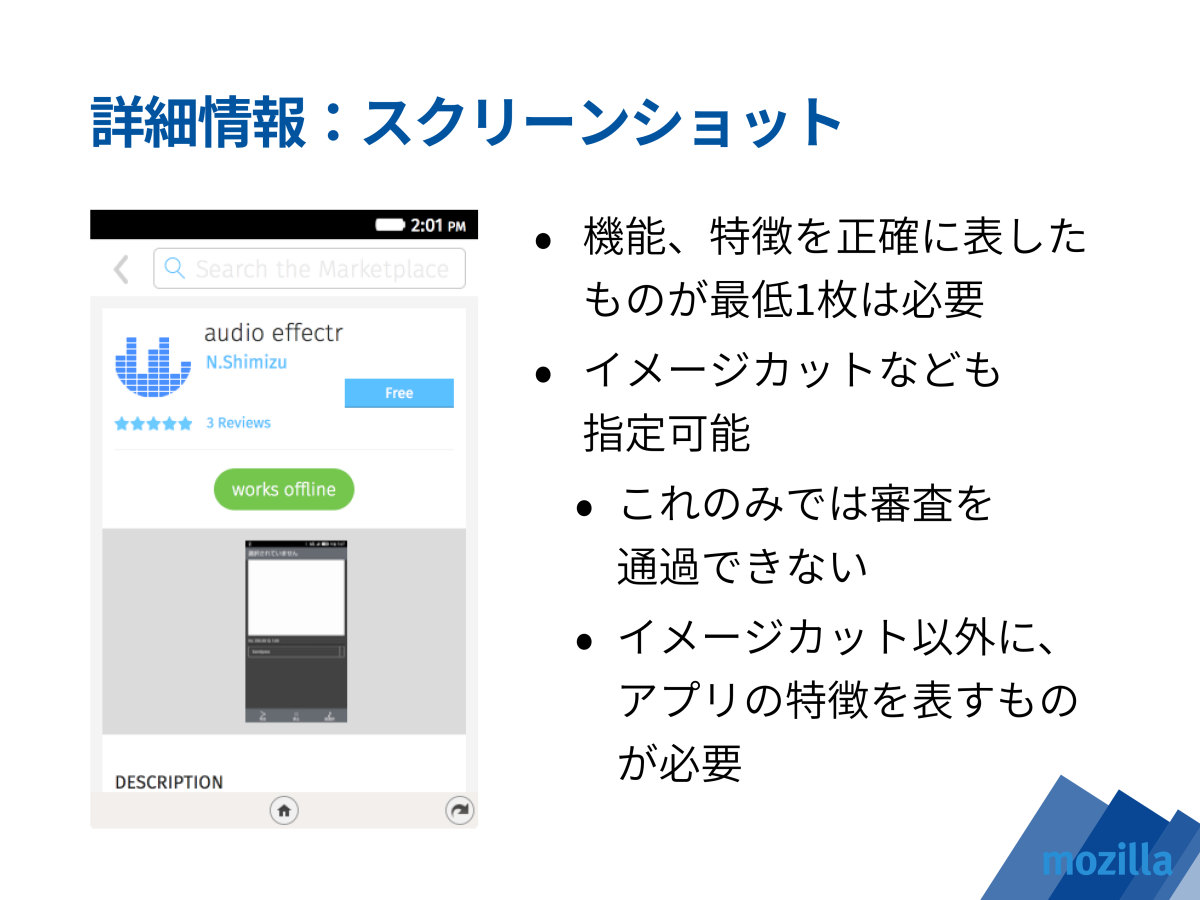 詳細情報：スクリーンショット
2:01 PM
Search the Marketplace
audio effectr
N.Shimizu
Free
3 Reviews
works offline
選択されていません
DESCRIPTION
● 機能、特徴を正確に表した
ものが最低1枚は必要
● イメージカットなども
指定可能
● これのみでは審査を
通過できない
● イメージカット以外に、
アプリの特徴を表すもの
が必要
mozilla